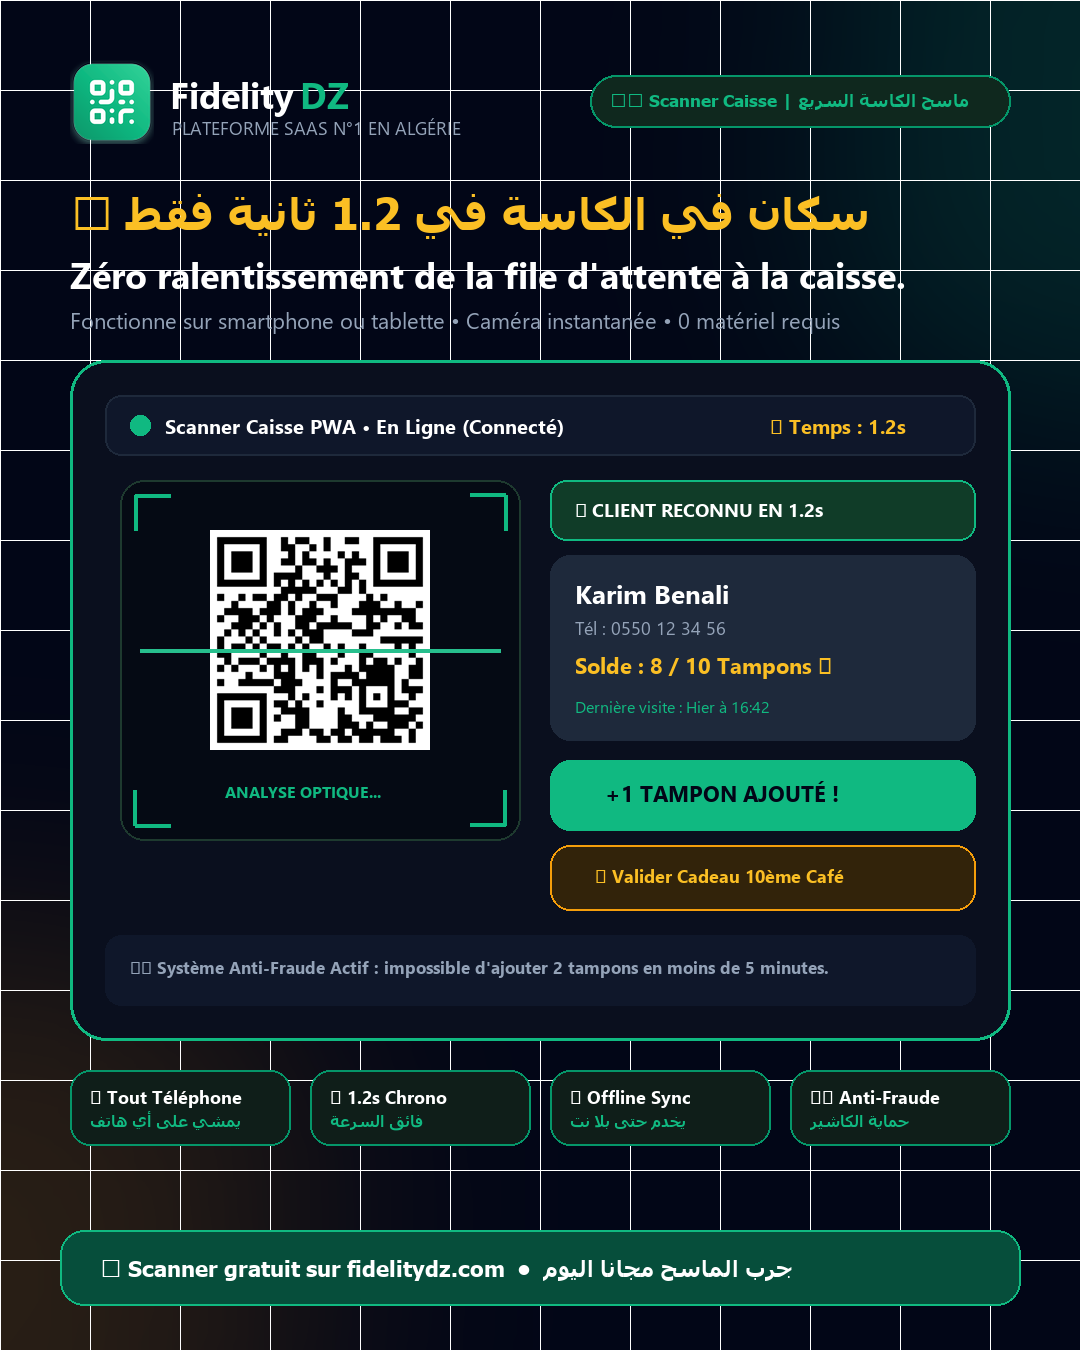 Fidelity DZ
PLATEFORME SAAS N°1 EN ALGÉRIE
Scanner Caisse | ماسح الكاسة السريع
سكان في الكاسة في 1.2 ثانية فقط
Zéro ralentissement de la file d'attente à la caisse.
Fonctionne sur smartphone ou tablette • Caméra instantanée • 0 matériel requis
Scanner Caisse PWA • En Ligne (Connecté)
Temps : 1.2s
ANALYSE OPTIQUE...
CLIENT RECONNU EN 1.2s
Karim Benali
Tél : 0550 12 34 56
Solde : 8 / 10 Tampons
Dernière visite : Hier à 16:42
+1 TAMPON AJOUTÉ !
Valider Cadeau 10ème Café
Système Anti-Fraude Actif : impossible d'ajouter 2 tampons en moins de 5 minutes.
Tout Téléphone
يمشي على أي هاتف
1.2s Chrono
فائق السرعة
Offline Sync
يخدم حتى بلا نت
Anti-Fraude
حماية الكاشير
Scanner gratuit sur fidelitydz.com ● جرب الماسح مجانا اليوم